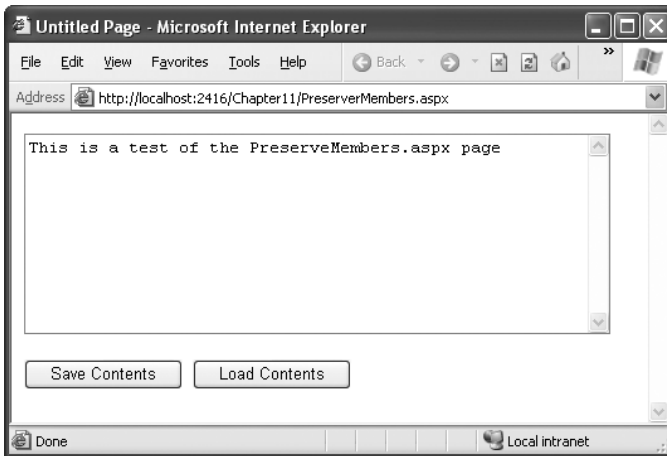 Untitled Page - Microsoft Internet Explorer
File Edit View Favorites Tools Help Back »
Address http://localhost:2416/Chapter11/PreserverMembers.aspx
This is a test of the PreserveMembers.aspx page
Save Contents Load Contents
Done Local intranet